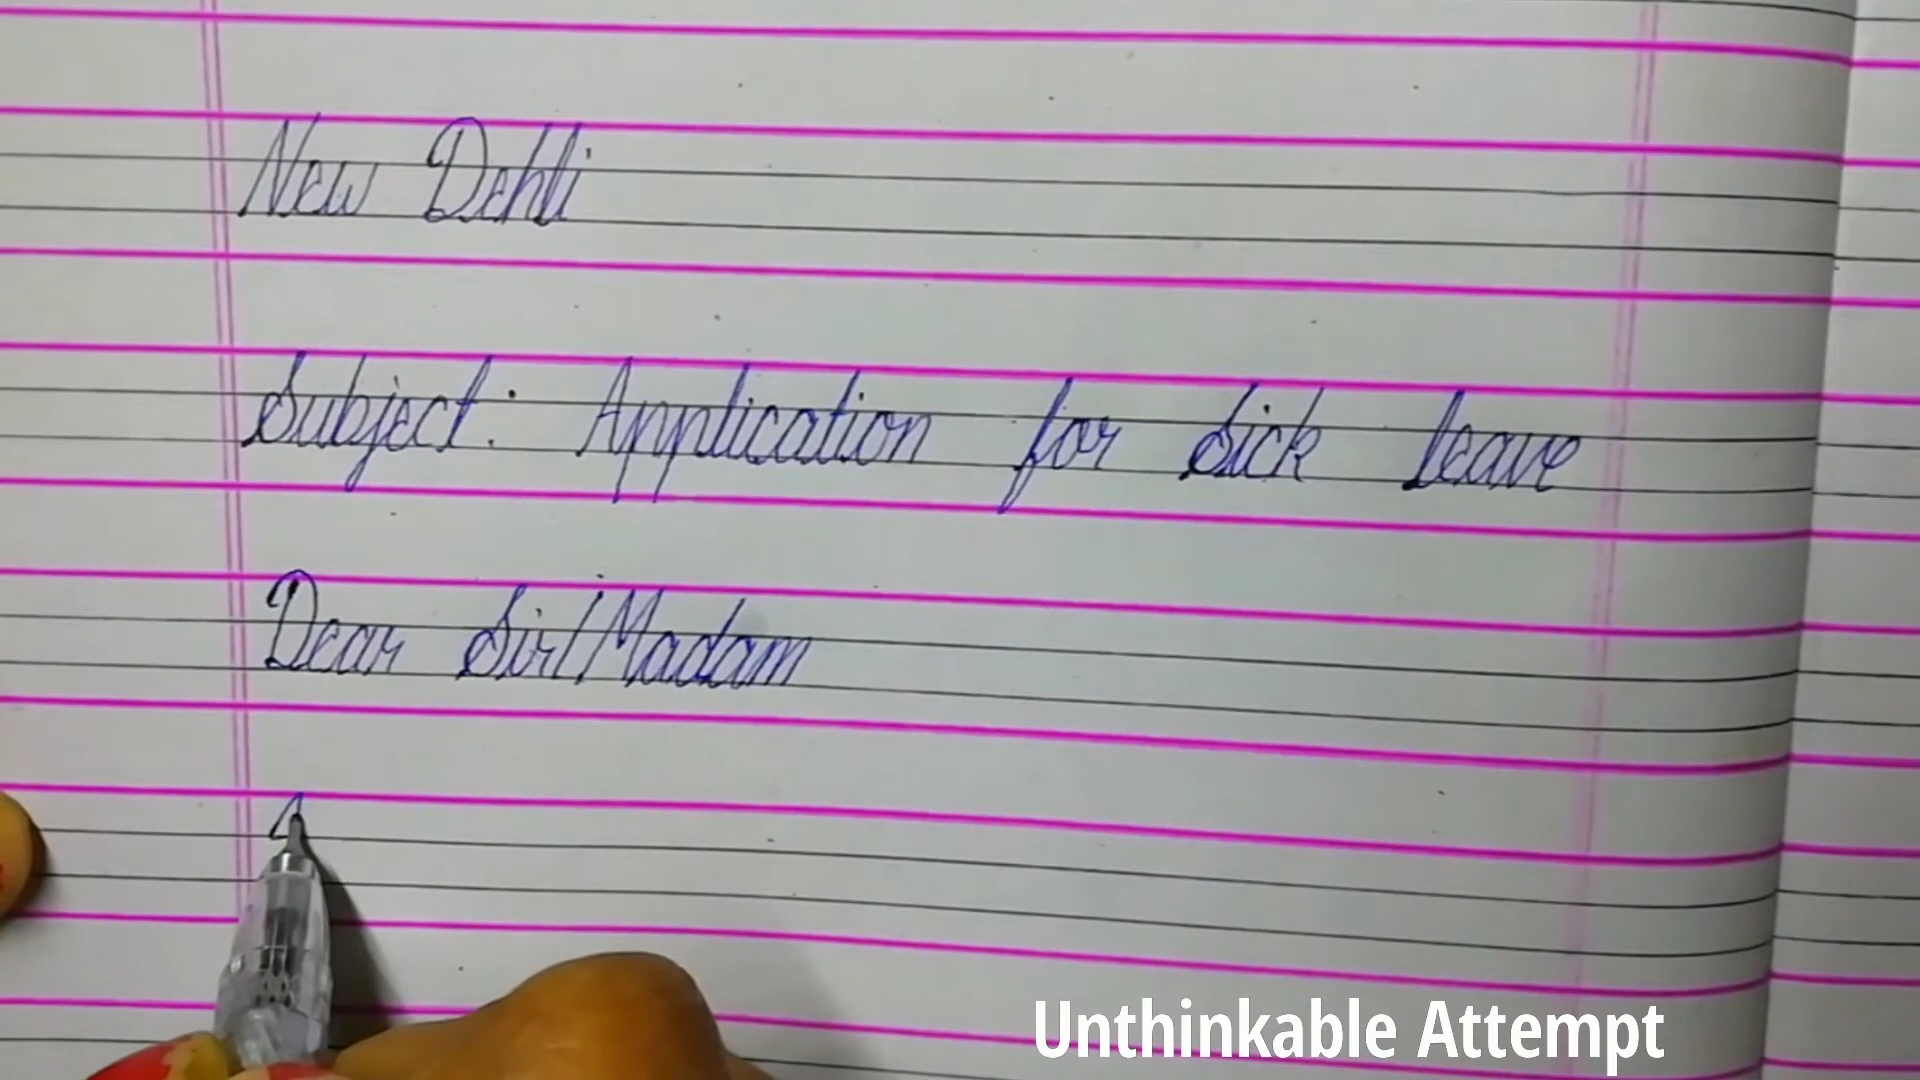 New Dehli
Subject: Application for Sick leave
Dear Sir/Madam
Unthinkable Attempt